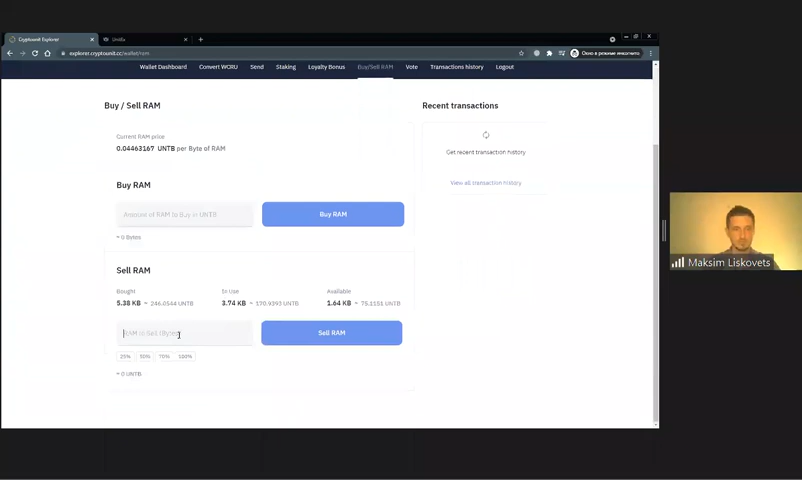 Cryptounit Explorer
UniMa
explorer.cryptounit.cc/wallet/ram
Окно в режиме инкогнито
Wallet Dashboard Convert WCRU Send Staking Loyalty Bonus Buy/Sell RAM Vote Transactions history Logout
Buy / Sell RAM
Recent transactions
Current RAM price
0.04463167 UNTB per Byte of RAM
Get recent transaction history
View all transaction history
Buy RAM
Amount of RAM to Buy in UNTB
Buy RAM
~ 0 Bytes
Sell RAM
Bought In Use Available
5.38 KB ~ 246.0544 UNTB 3.74 KB ~ 170.9393 UNTB 1.64 KB ~ 75.1151 UNTB
RAM to Sell (Bytes)
Sell RAM
25% 50% 75% 100%
~ 0 UNTB
Maksim Liskovets